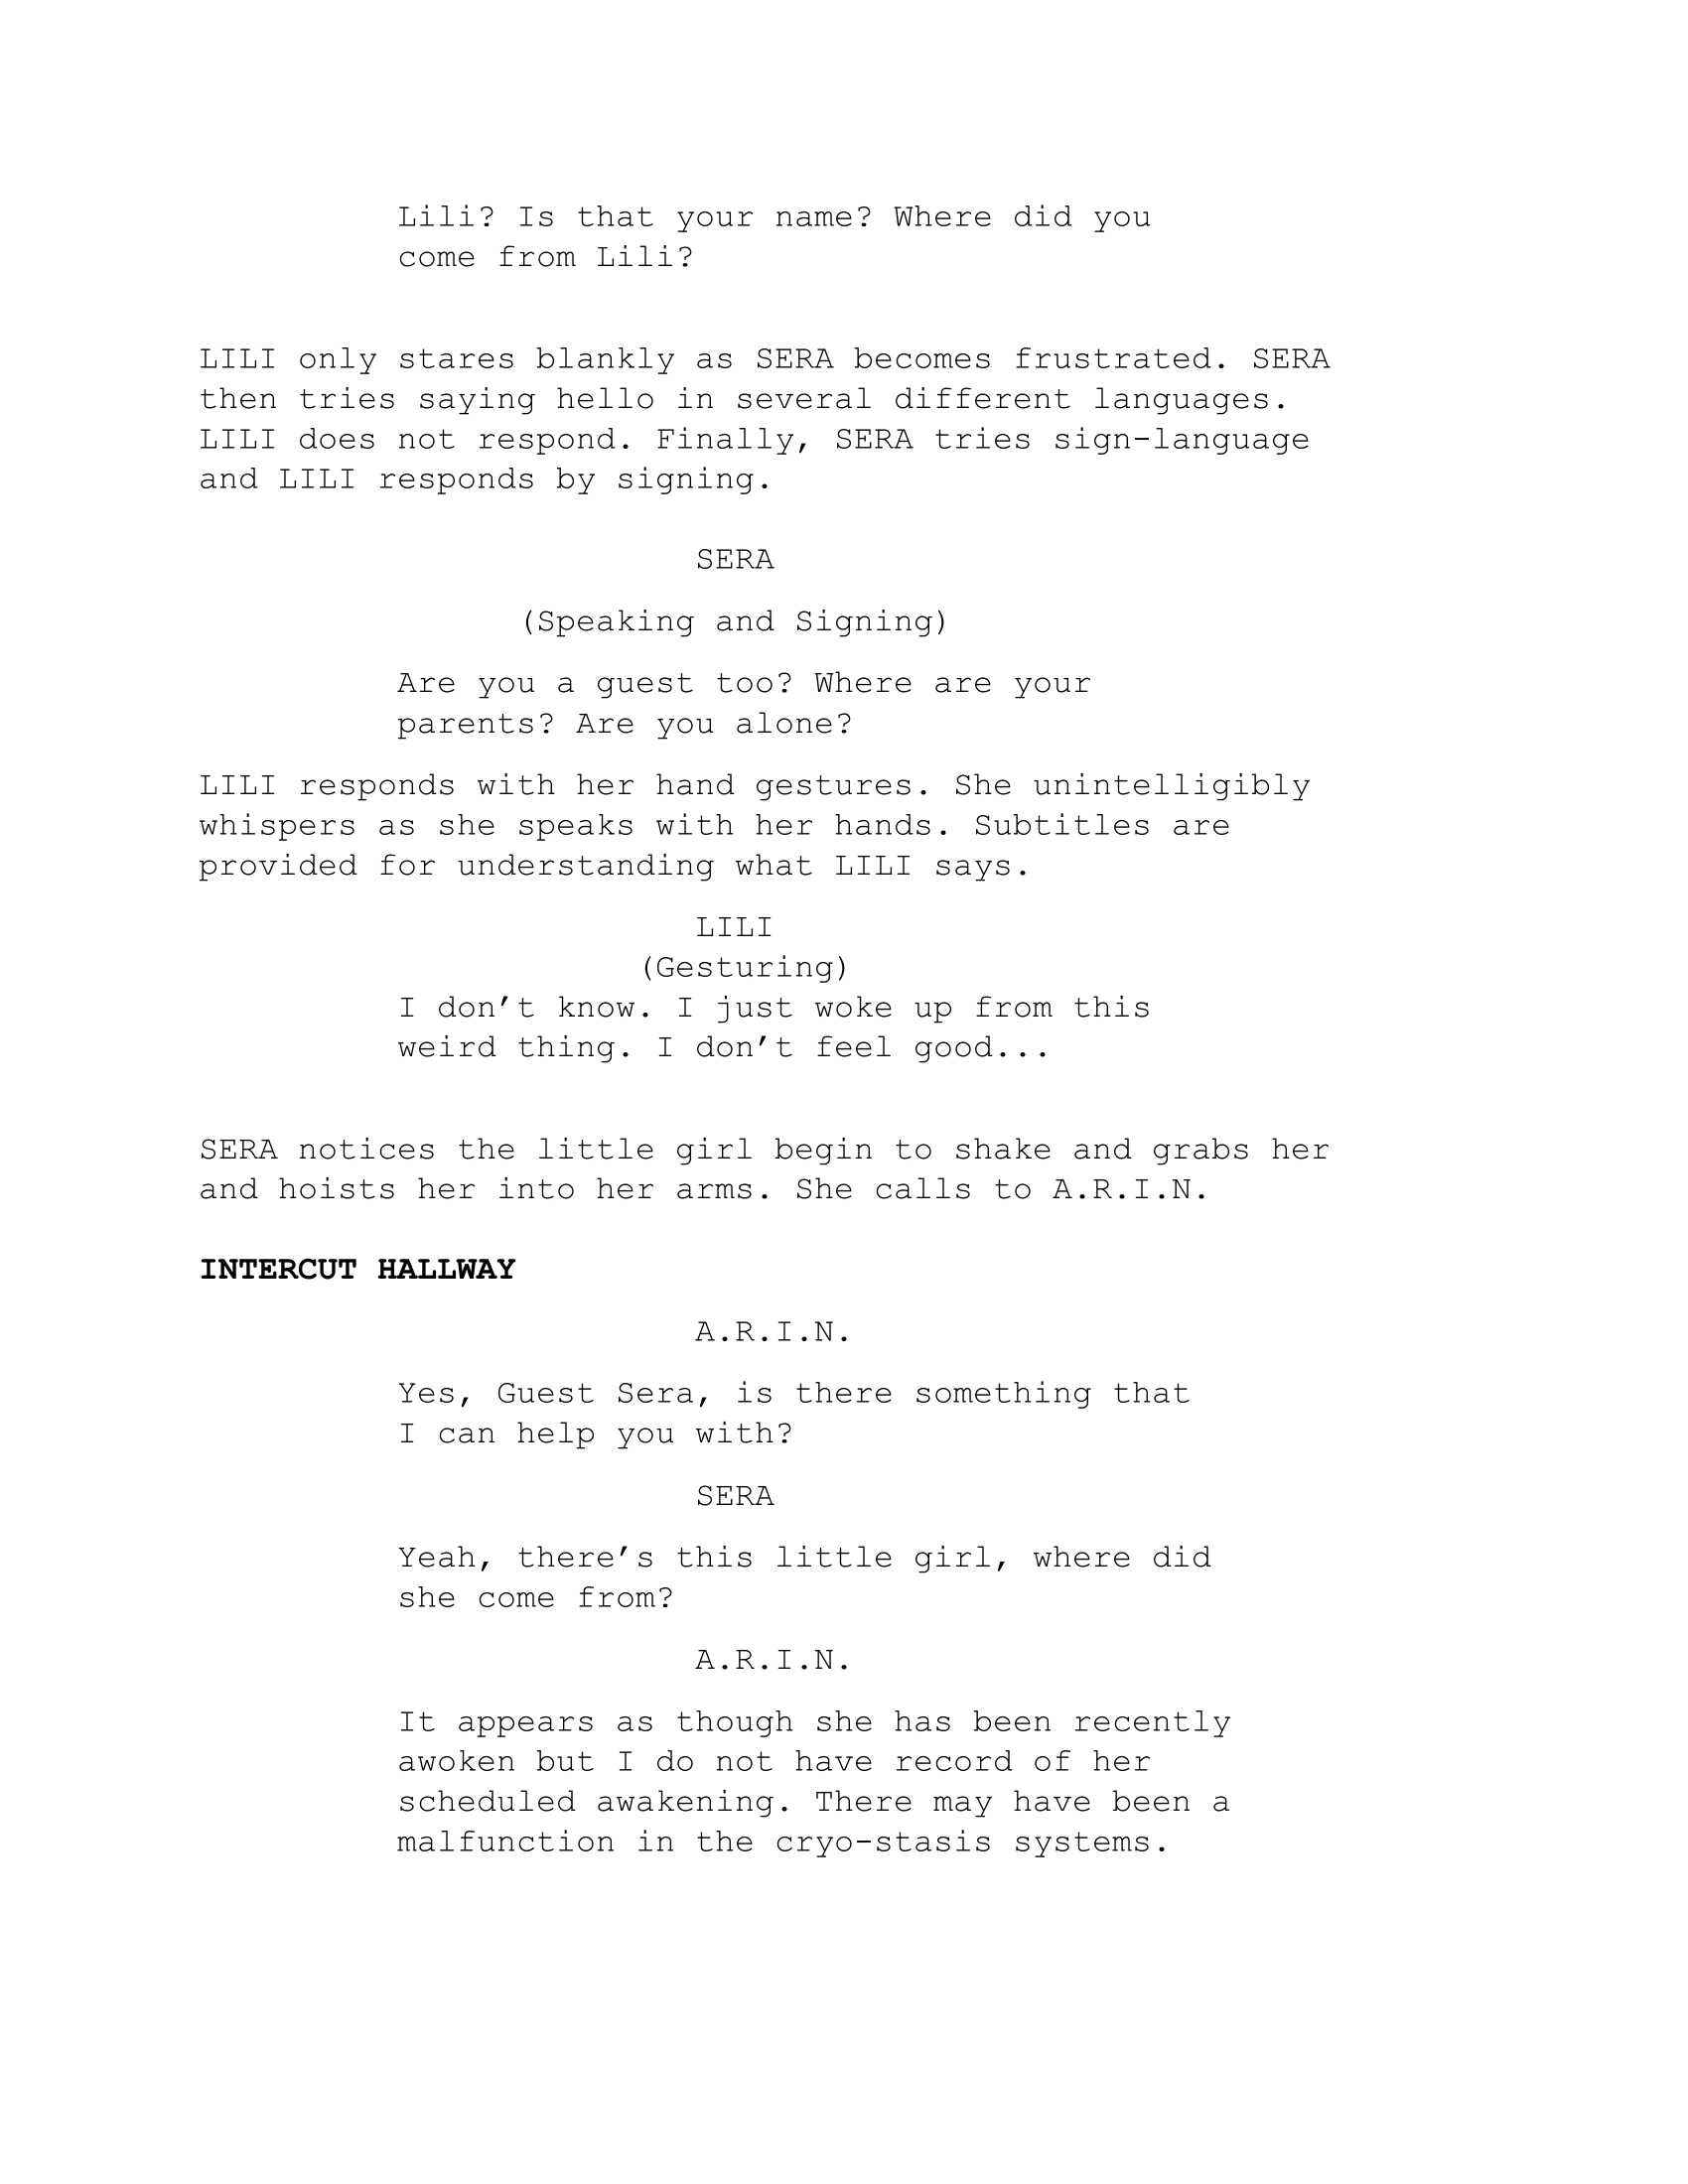 Lili? Is that your name? Where did you
come from Lili?
LILI only stares blankly as SERA becomes frustrated. SERA
then tries saying hello in several different languages.
LILI does not respond. Finally, SERA tries sign-language
and LILI responds by signing.
SERA
(Speaking and Signing)
Are you a guest too? Where are your
parents? Are you alone?
LILI responds with her hand gestures. She unintelligibly
whispers as she speaks with her hands. Subtitles are
provided for understanding what LILI says.
LILI
(Gesturing)
I don’t know. I just woke up from this
weird thing. I don’t feel good...
SERA notices the little girl begin to shake and grabs her
and hoists her into her arms. She calls to A.R.I.N.
INTERCUT HALLWAY
A.R.I.N.
Yes, Guest Sera, is there something that
I can help you with?
SERA
Yeah, there’s this little girl, where did
she come from?
A.R.I.N.
It appears as though she has been recently
awoken but I do not have record of her
scheduled awakening. There may have been a
malfunction in the cryo-stasis systems.